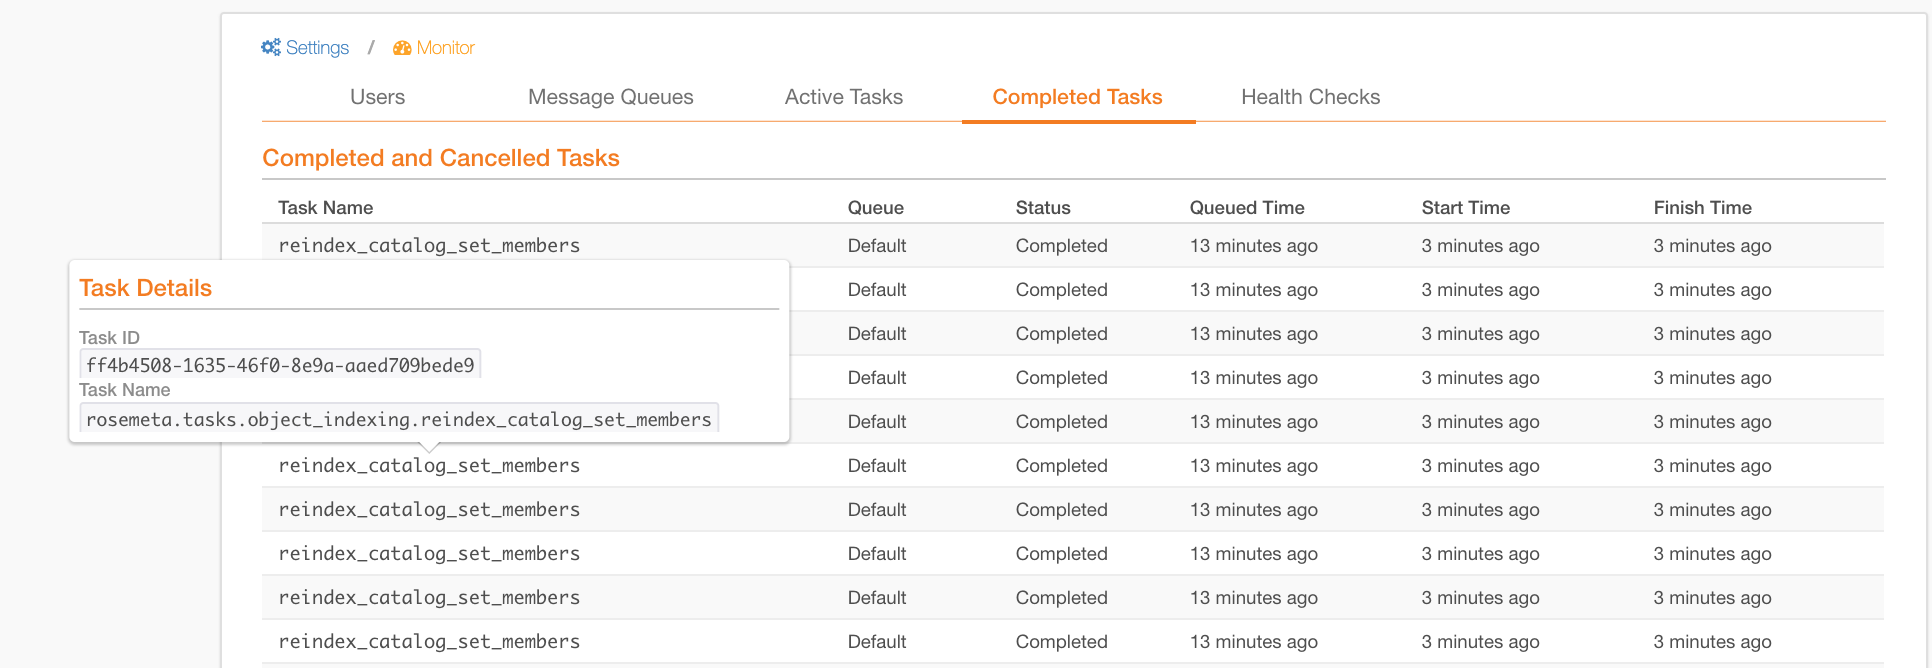 Settings / Monitor
Users Message Queues Active Tasks Completed Tasks Health Checks
Completed and Cancelled Tasks
Task Name Queue Status Queued Time Start Time Finish Time
reindex_catalog_set_members Default Completed 13 minutes ago 3 minutes ago 3 minutes ago
Default Completed 13 minutes ago 3 minutes ago 3 minutes ago
Default Completed 13 minutes ago 3 minutes ago 3 minutes ago
Default Completed 13 minutes ago 3 minutes ago 3 minutes ago
Default Completed 13 minutes ago 3 minutes ago 3 minutes ago
Task Details
Task ID
ff4b4508-1635-46f0-8e9a-aaed709bede9
Task Name
rosemeta.tasks.object_indexing.reindex_catalog_set_members
reindex_catalog_set_members Default Completed 13 minutes ago 3 minutes ago 3 minutes ago
reindex_catalog_set_members Default Completed 13 minutes ago 3 minutes ago 3 minutes ago
reindex_catalog_set_members Default Completed 13 minutes ago 3 minutes ago 3 minutes ago
reindex_catalog_set_members Default Completed 13 minutes ago 3 minutes ago 3 minutes ago
reindex_catalog_set_members Default Completed 13 minutes ago 3 minutes ago 3 minutes ago